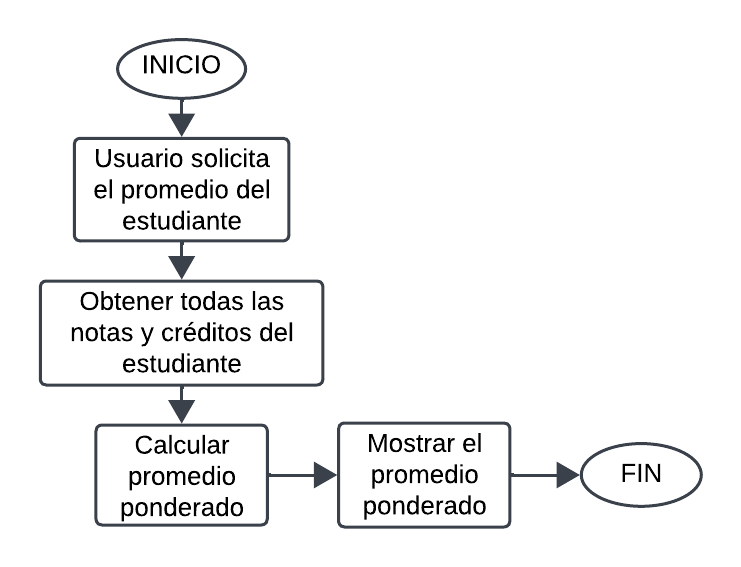 INICIO
Usuario solicita
el promedio del
estudiante
Obtener todas las
notas y créditos del
estudiante
Calcular
promedio
ponderado
Mostrar el
promedio
ponderado
FIN